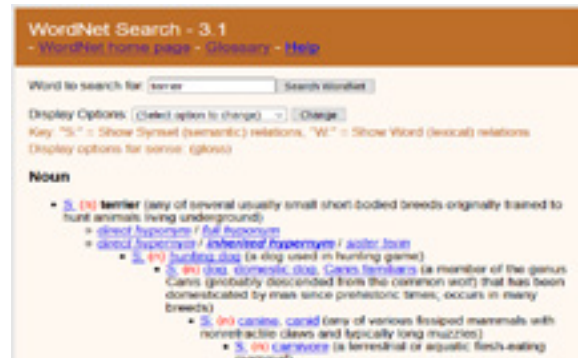 WordNet Search - 3.1
- WordNet home page - Glossary - Help
Word to search for: terrier Search WordNet
Display Options: (Select option to change) Change
Key: "S:" = Show Synset (semantic) relations, "W:" = Show Word (lexical) relations
Display options for sense: (gloss)
Noun
• S: (n) terrier (any of several usually small short-bodied breeds originally trained to
hunt animals living underground)
direct hyponym / full hyponym
direct hypernym / inherited hypernym / sister term
• S: (n) hunting dog (a dog used in hunting game)
• S: (n) dog, domestic dog, Canis familiaris (a member of the genus
Canis (probably descended from the common wolf) that has been
domesticated by man since prehistoric times; occurs in many
breeds)
• S: (n) canine, canid (any of various fissiped mammals with
nonretractile claws and typically long muzzles)
• S: (n) carnivore (a terrestrial or aquatic flesh-eating